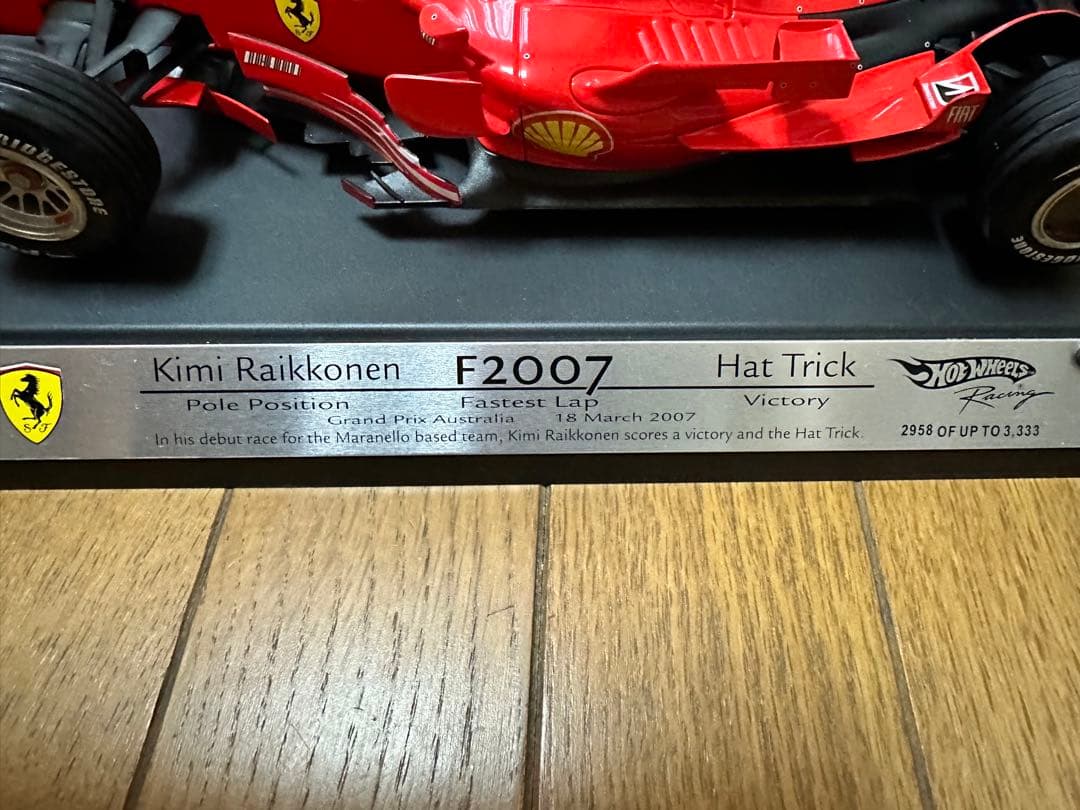 FIAT
BRIDGESTONE
Kimi Raikkonen F2007 Hat Trick
Pole Position Fastest Lap Victory
Grand Prix Australia 18 March 2007
In his debut race for the Maranello based team, Kimi Raikkonen scores a victory and the Hat Trick.
S F
HOT WHEELS
Racing
2958 OF UP TO 3,333